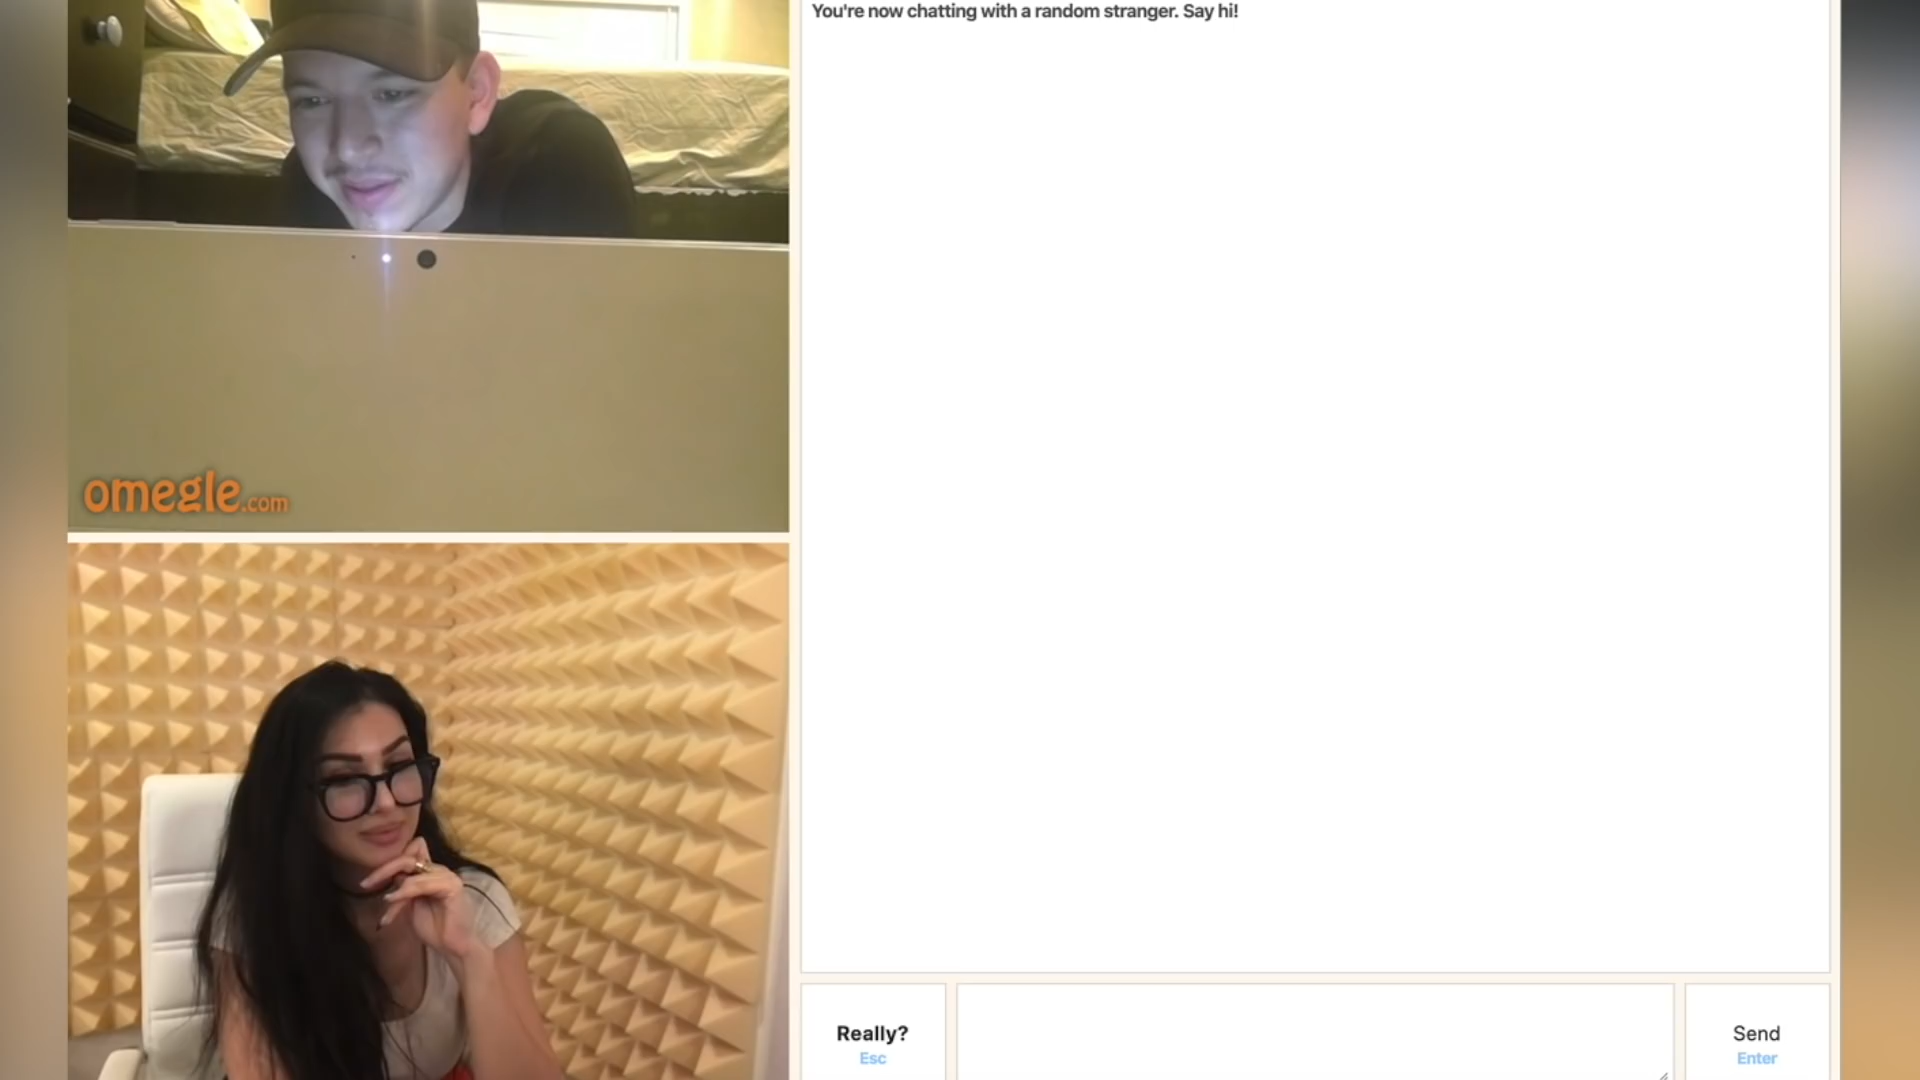 You're now chatting with a random stranger. Say hi!
omegle.com
Really?
Esc
Send
Enter